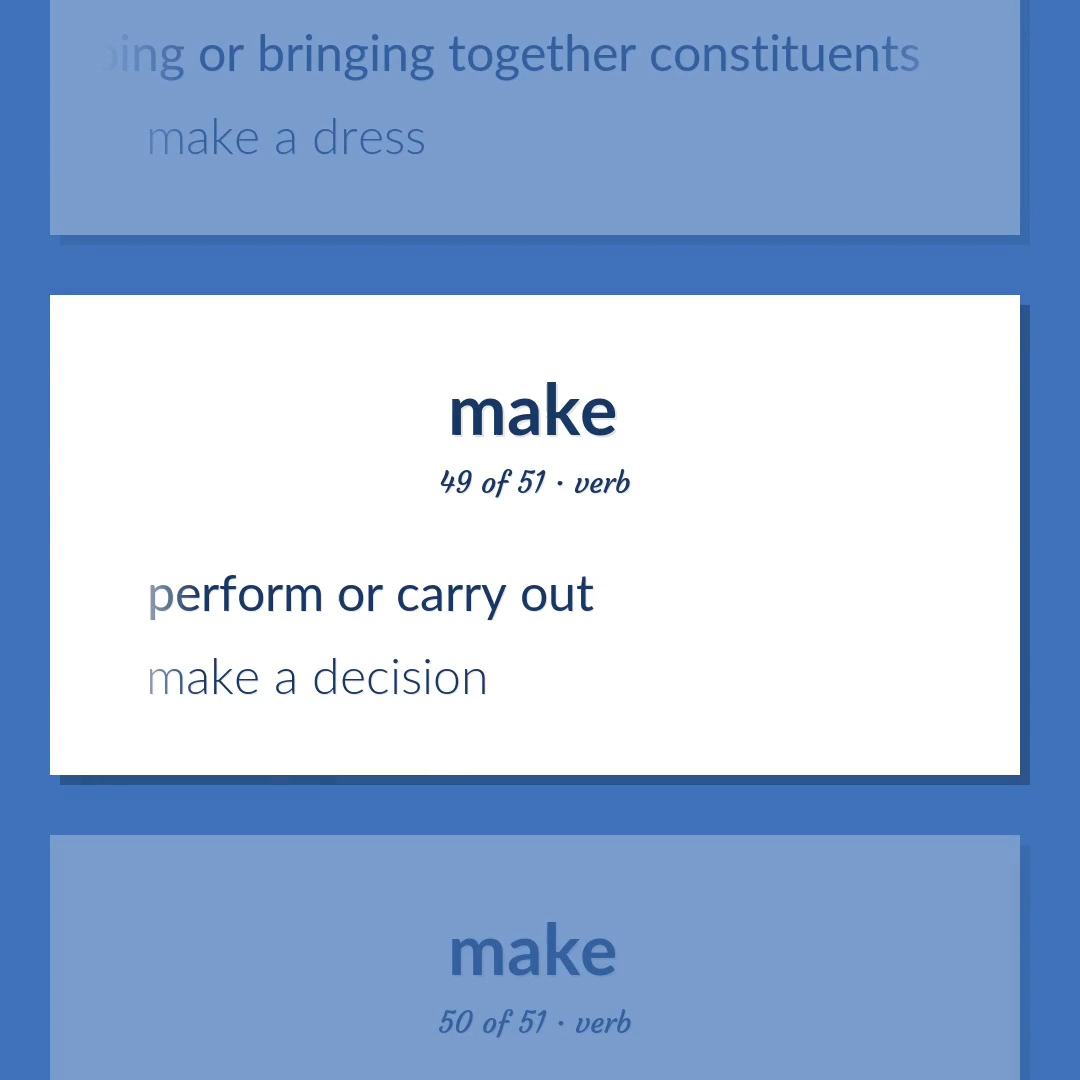 or bringing together constituents
make a dress
make
49 of 51 · verb
perform or carry out
make a decision
make
50 of 51 · verb